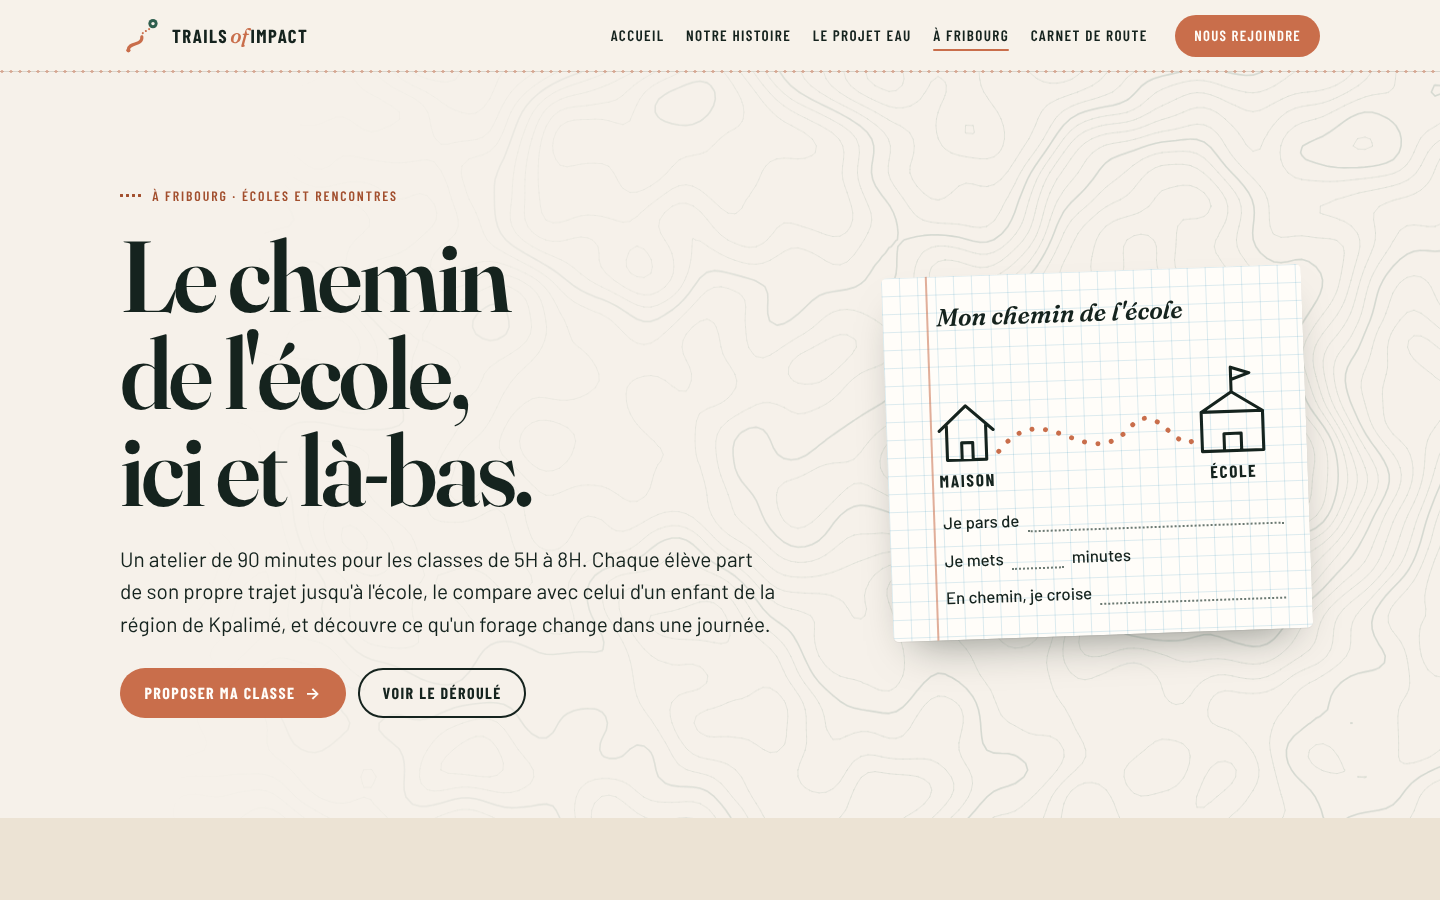 TRAILS of IMPACT
ACCUEIL NOTRE HISTOIRE LE PROJET EAU À FRIBOURG CARNET DE ROUTE NOUS REJOINDRE
À FRIBOURG · ÉCOLES ET RENCONTRES
Le chemin
de l'école,
ici et là-bas.
Un atelier de 90 minutes pour les classes de 5H à 8H. Chaque élève part
de son propre trajet jusqu'à l'école, le compare avec celui d'un enfant de la
région de Kpalimé, et découvre ce qu'un forage change dans une journée.
PROPOSER MA CLASSE →
VOIR LE DÉROULÉ
Mon chemin de l'école
MAISON
ÉCOLE
Je pars de
Je mets minutes
En chemin, je croise